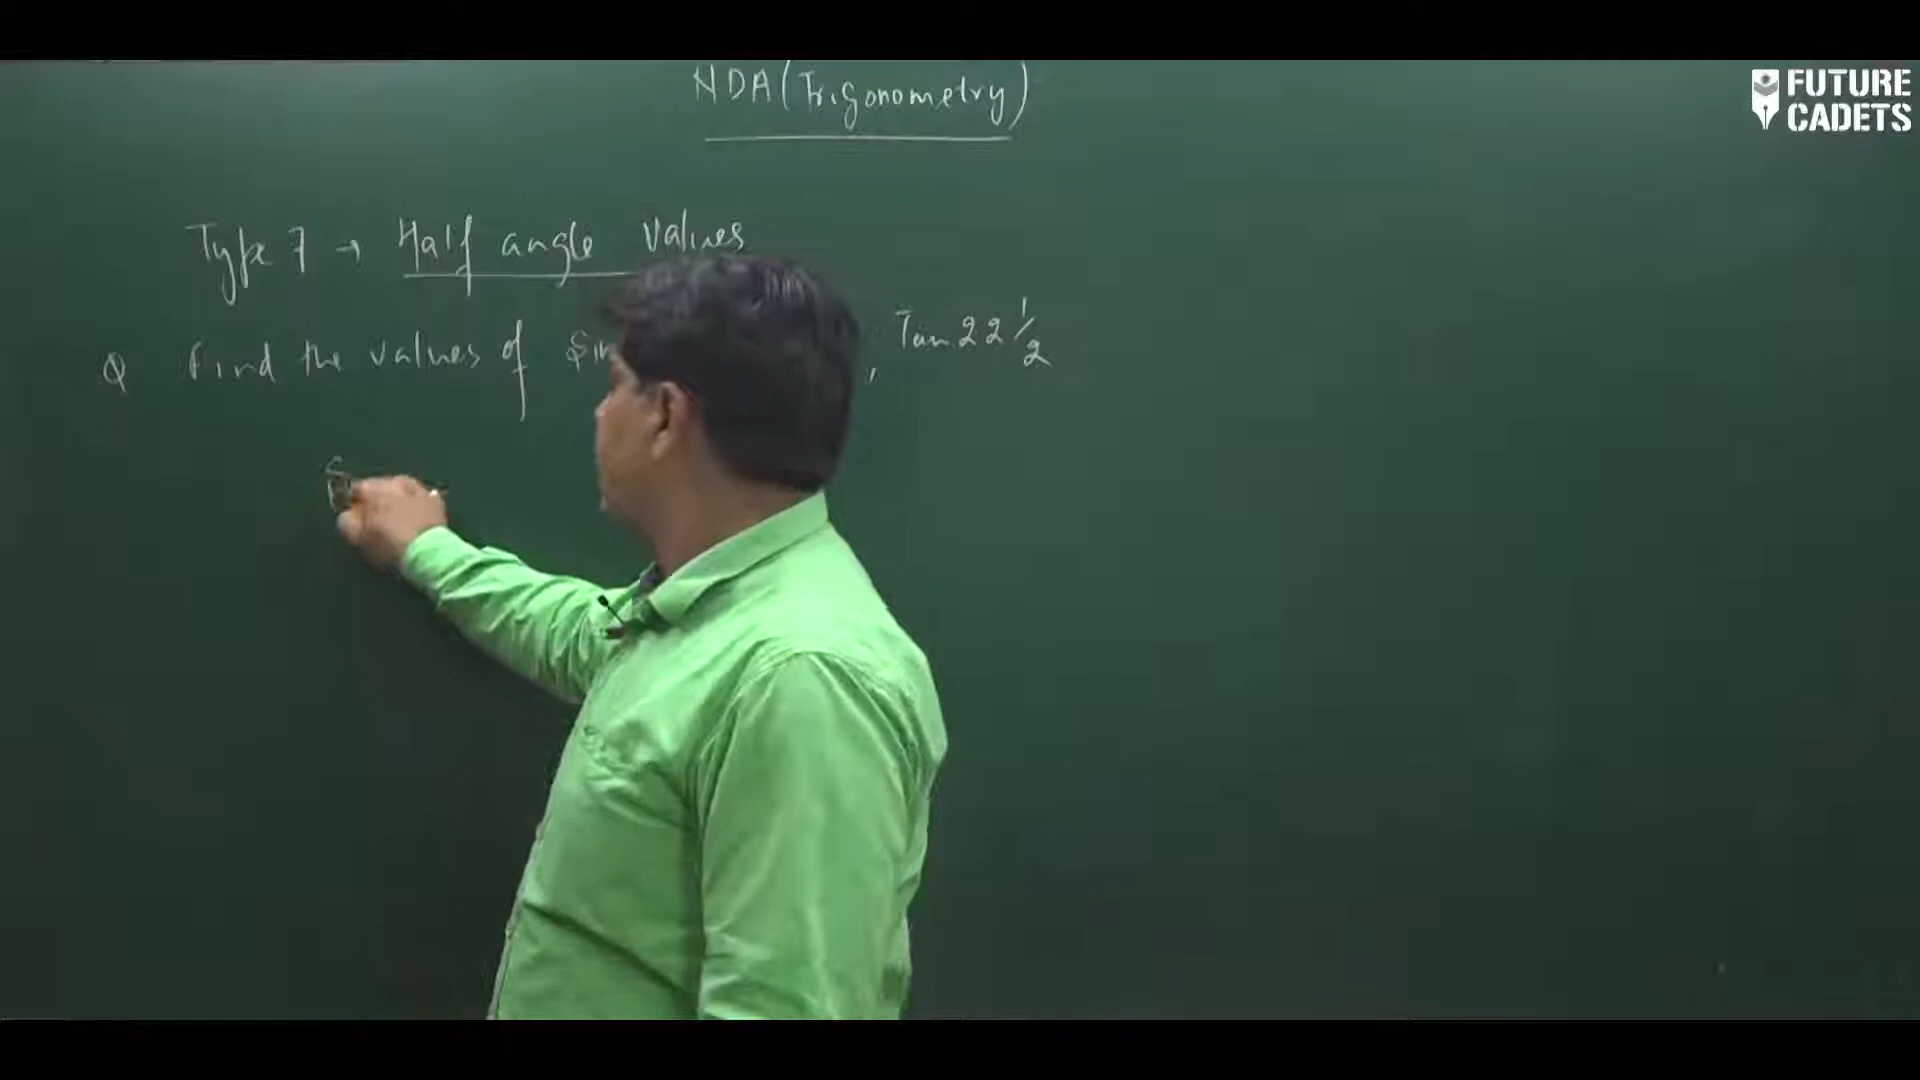 NDA (Trigonometry)
FUTURE
CADETS
Type 7 → Half angle values
Q Find the values of Sin , Tan 22 1/2